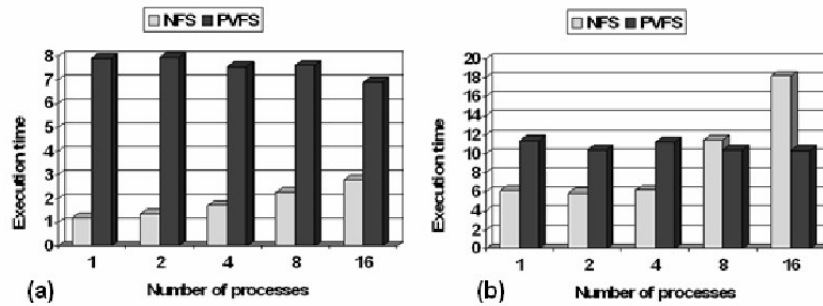 NFS PVFS
Execution time
8
7
6
5
4
3
2
1
0
1 2 4 8 16
Number of processes
(a)
NFS PVFS
Execution time
20
18
16
14
12
10
8
6
4
2
0
1 2 4 8 16
Number of processes
(b)